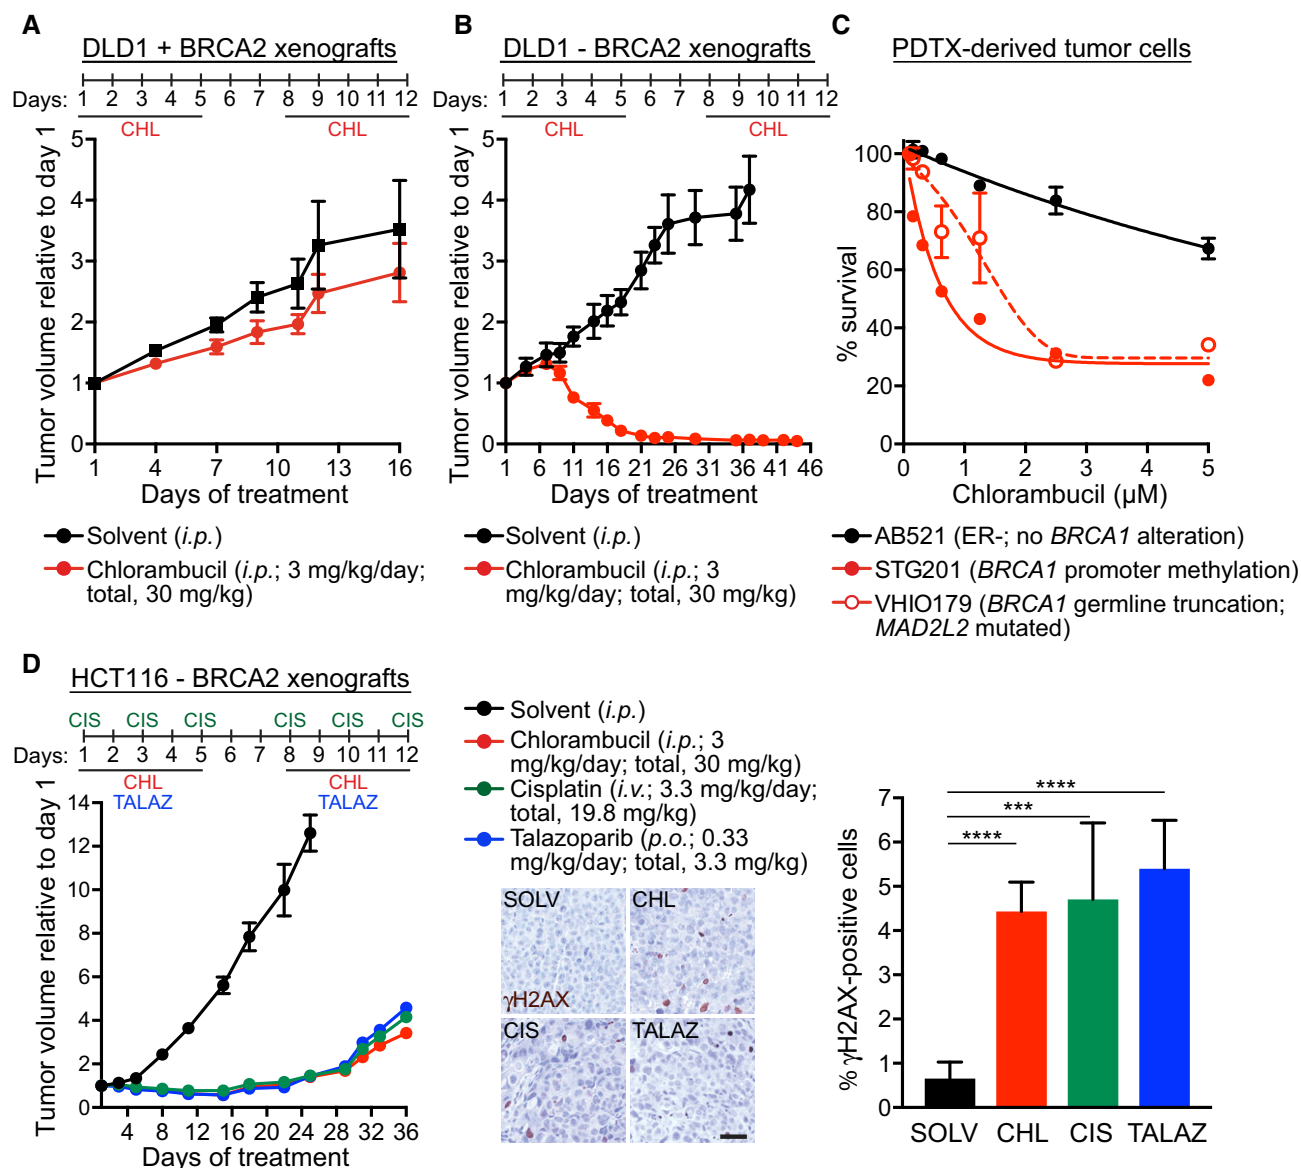 A
DLD1 + BRCA2 xenografts
Days: 1 2 3 4 5 6 7 8 9 10 11 12
CHL CHL
Tumor volume relative to day 1
5
4
3
2
1
0
1 4 7 10 13 16
Days of treatment
Solvent (i.p.)
Chlorambucil (i.p.; 3 mg/kg/day;
total, 30 mg/kg)
B
DLD1 - BRCA2 xenografts
Days: 1 2 3 4 5 6 7 8 9 10 11 12
CHL CHL
Tumor volume relative to day 1
5
4
3
2
1
0
1 6 11 16 21 26 31 36 41 46
Days of treatment
Solvent (i.p.)
Chlorambucil (i.p.; 3
mg/kg/day; total, 30 mg/kg)
C
PDTX-derived tumor cells
% survival
100
80
60
40
20
0
0 1 2 3 4 5
Chlorambucil (µM)
AB521 (ER-; no BRCA1 alteration)
STG201 (BRCA1 promoter methylation)
VHIO179 (BRCA1 germline truncation;
MAD2L2 mutated)
D
HCT116 - BRCA2 xenografts
CIS CIS CIS CIS CIS CIS
Days: 1 2 3 4 5 6 7 8 9 10 11 12
CHL CHL
TALAZ TALAZ
Tumor volume relative to day 1
14
12
10
8
6
4
2
0
4 8 12 16 20 24 28 32 36
Days of treatment
Solvent (i.p.)
Chlorambucil (i.p.; 3
mg/kg/day; total, 30 mg/kg)
Cisplatin (i.v.; 3.3 mg/kg/day;
total, 19.8 mg/kg)
Talazoparib (p.o.; 0.33
mg/kg/day; total, 3.3 mg/kg)
SOLV CHL
γH2AX
CIS TALAZ
% γH2AX-positive cells
7
6
5
4
3
2
1
0
****
***
****
SOLV CHL CIS TALAZ